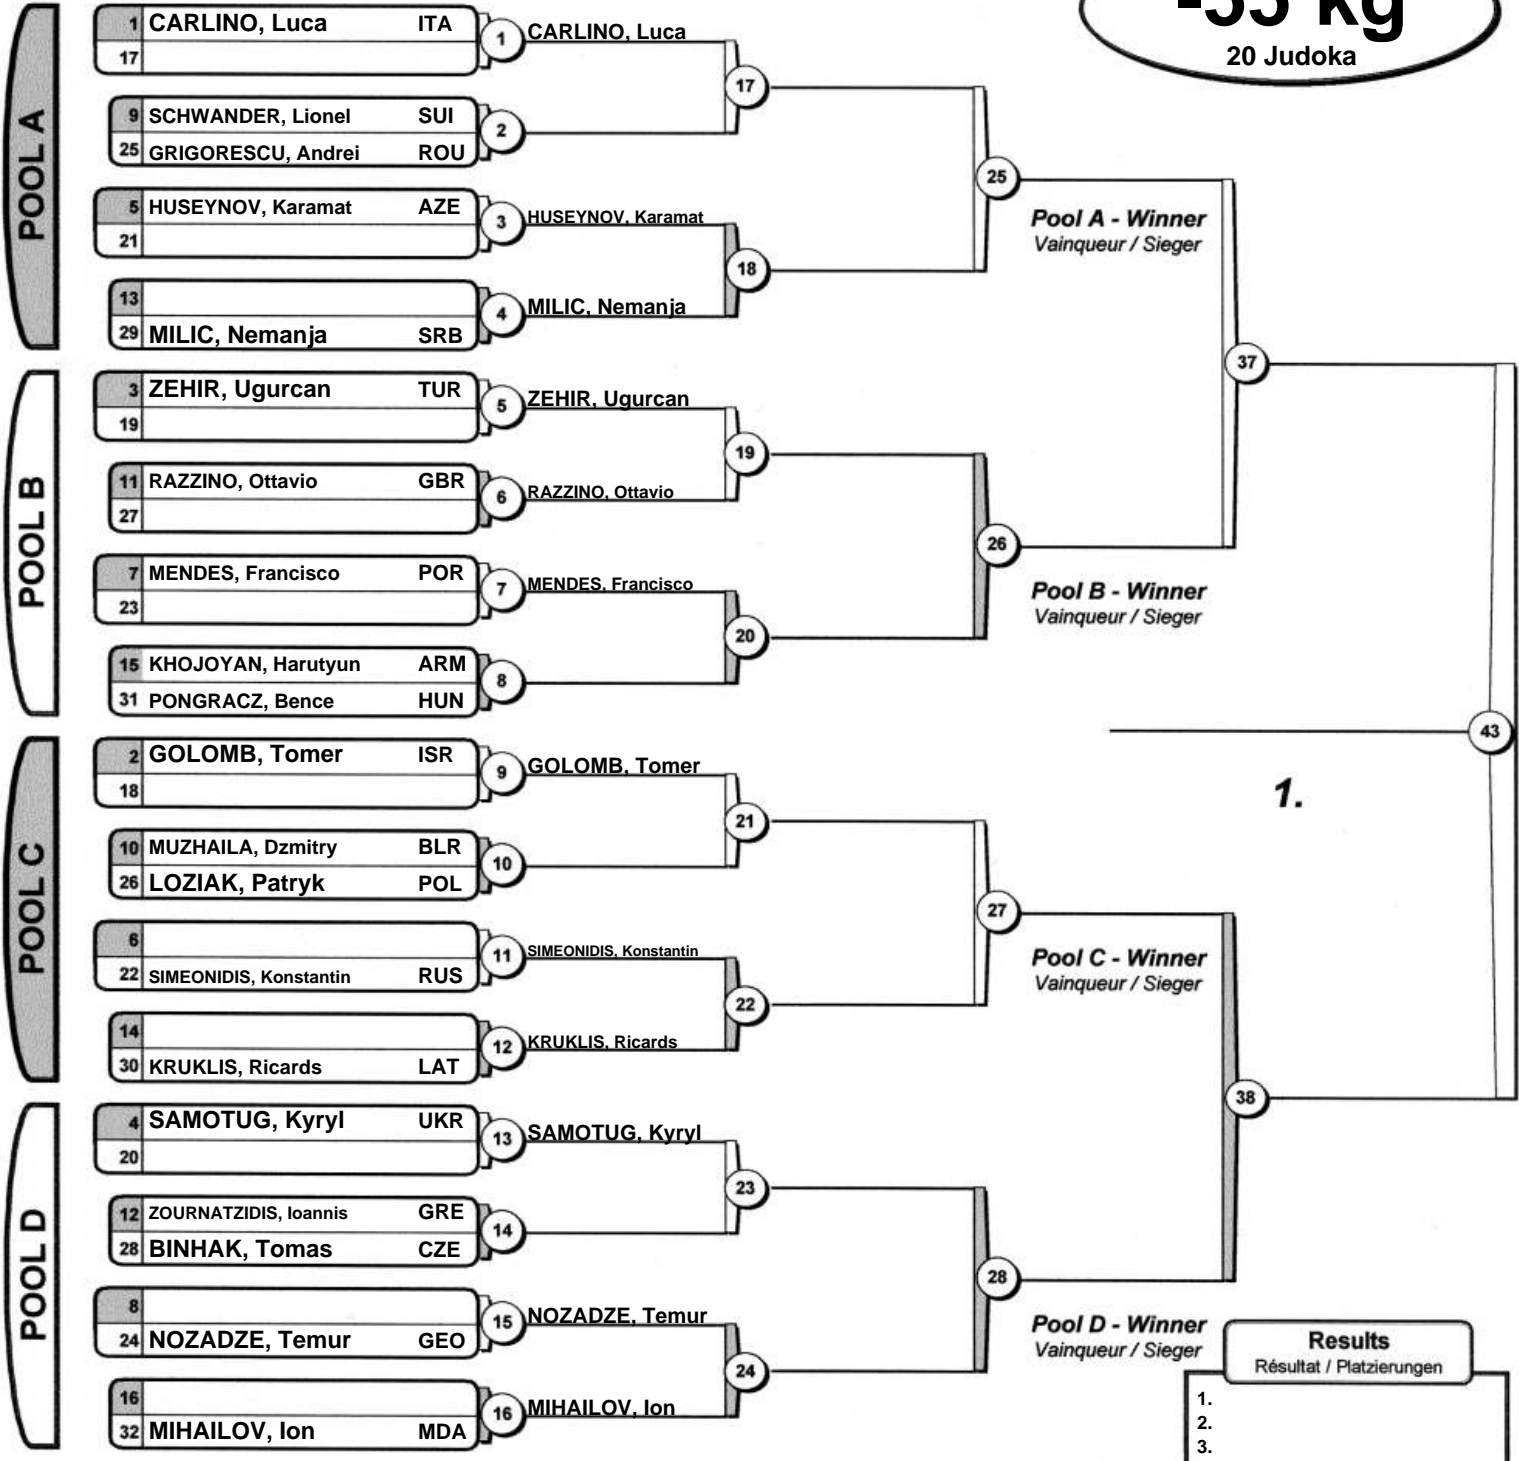 -55 kg
20 Judoka
POOL A
1 CARLINO, Luca ITA
17
1 CARLINO, Luca
17
9 SCHWANDER, Lionel SUI
25 GRIGORESCU, Andrei ROU
2
25
5 HUSEYNOV, Karamat AZE
21
3 HUSEYNOV, Karamat
Pool A - Winner
Vainqueur / Sieger
18
13
29 MILIC, Nemanja SRB
4 MILIC, Nemanja
37
POOL B
3 ZEHIR, Ugurcan TUR
19
5 ZEHIR, Ugurcan
19
11 RAZZINO, Ottavio GBR
27
6 RAZZINO, Ottavio
26
7 MENDES, Francisco POR
23
7 MENDES, Francisco
Pool B - Winner
Vainqueur / Sieger
20
15 KHOJOYAN, Harutyun ARM
31 PONGRACZ, Bence HUN
8
43
1.
POOL C
2 GOLOMB, Tomer ISR
18
9 GOLOMB, Tomer
21
10 MUZHAILA, Dzmitry BLR
26 LOZIAK, Patryk POL
10
27
6
22 SIMEONIDIS, Konstantin RUS
11 SIMEONIDIS, Konstantin
Pool C - Winner
Vainqueur / Sieger
22
14
30 KRUKLIS, Ricards LAT
12 KRUKLIS, Ricards
38
POOL D
4 SAMOTUG, Kyryl UKR
20
13 SAMOTUG, Kyryl
23
12 ZOURNATZIDIS, Ioannis GRE
28 BINHAK, Tomas CZE
14
28
8
24 NOZADZE, Temur GEO
15 NOZADZE, Temur
Pool D - Winner
Vainqueur / Sieger
24
16
32 MIHAILOV, Ion MDA
16 MIHAILOV, Ion
Results
Résultat / Platzierungen
1.
2.
3.